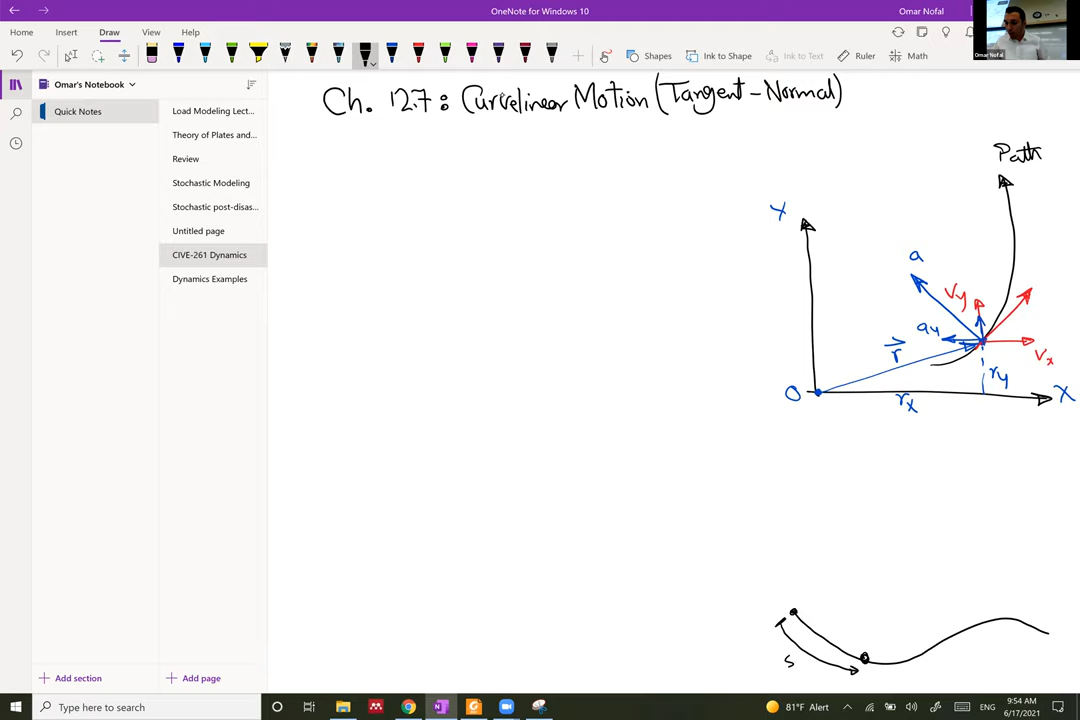 OneNote for Windows 10
Omar Nofal
Home Insert Draw View Help
Shapes Ink to Shape Ink to Text Ruler Math
Omar Nofal
Omar's Notebook
Quick Notes
Load Modeling Lect...
Theory of Plates and...
Review
Stochastic Modeling
Stochastic post-disas...
Untitled page
CIVE-261 Dynamics
Dynamics Examples
Ch. 12.7: Curvelinear Motion (Tangent - Normal)
Path
Y
a
Vy
ay
r
Vx
ry
O
rx
X
s
Add section Add page
Type here to search
81°F Alert
ENG
9:54 AM
6/17/2021